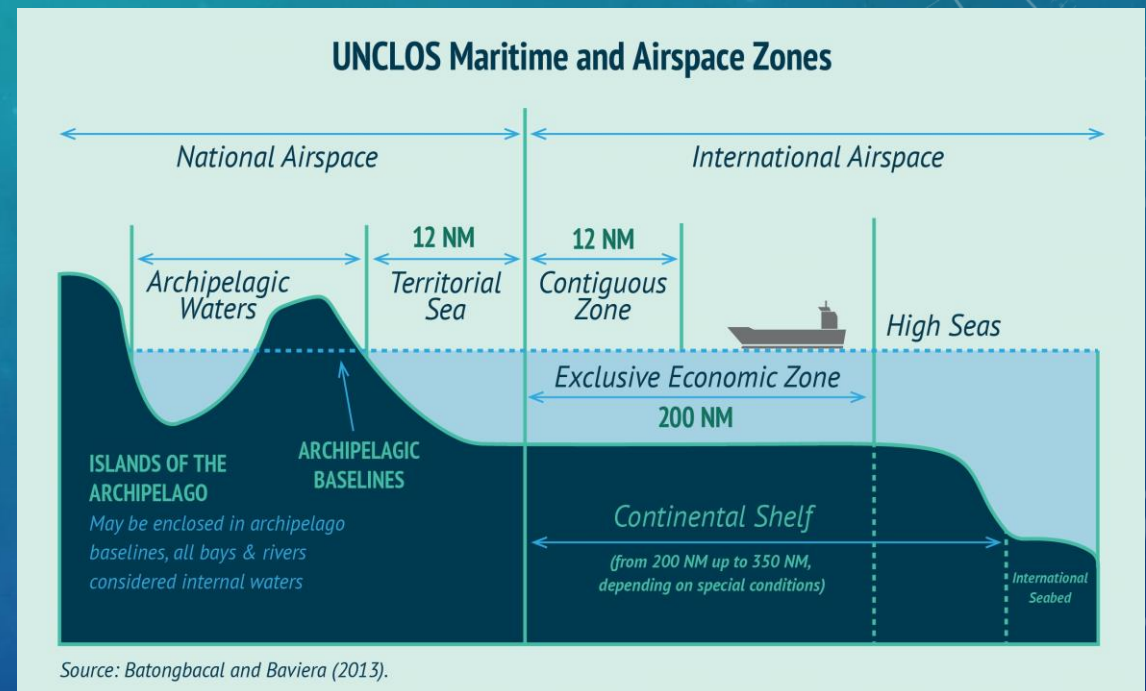 UNCLOS Maritime and Airspace Zones
National Airspace
International Airspace
12 NM
12 NM
Archipelagic
Waters
Territorial
Sea
Contiguous
Zone
High Seas
Exclusive Economic Zone
200 NM
ISLANDS OF THE
ARCHIPELAGO
May be enclosed in archipelago
baselines, all bays & rivers
considered internal waters
ARCHIPELAGIC
BASELINES
Continental Shelf
(from 200 NM up to 350 NM,
depending on special conditions)
International
Seabed
Source: Batongbacal and Baviera (2013).